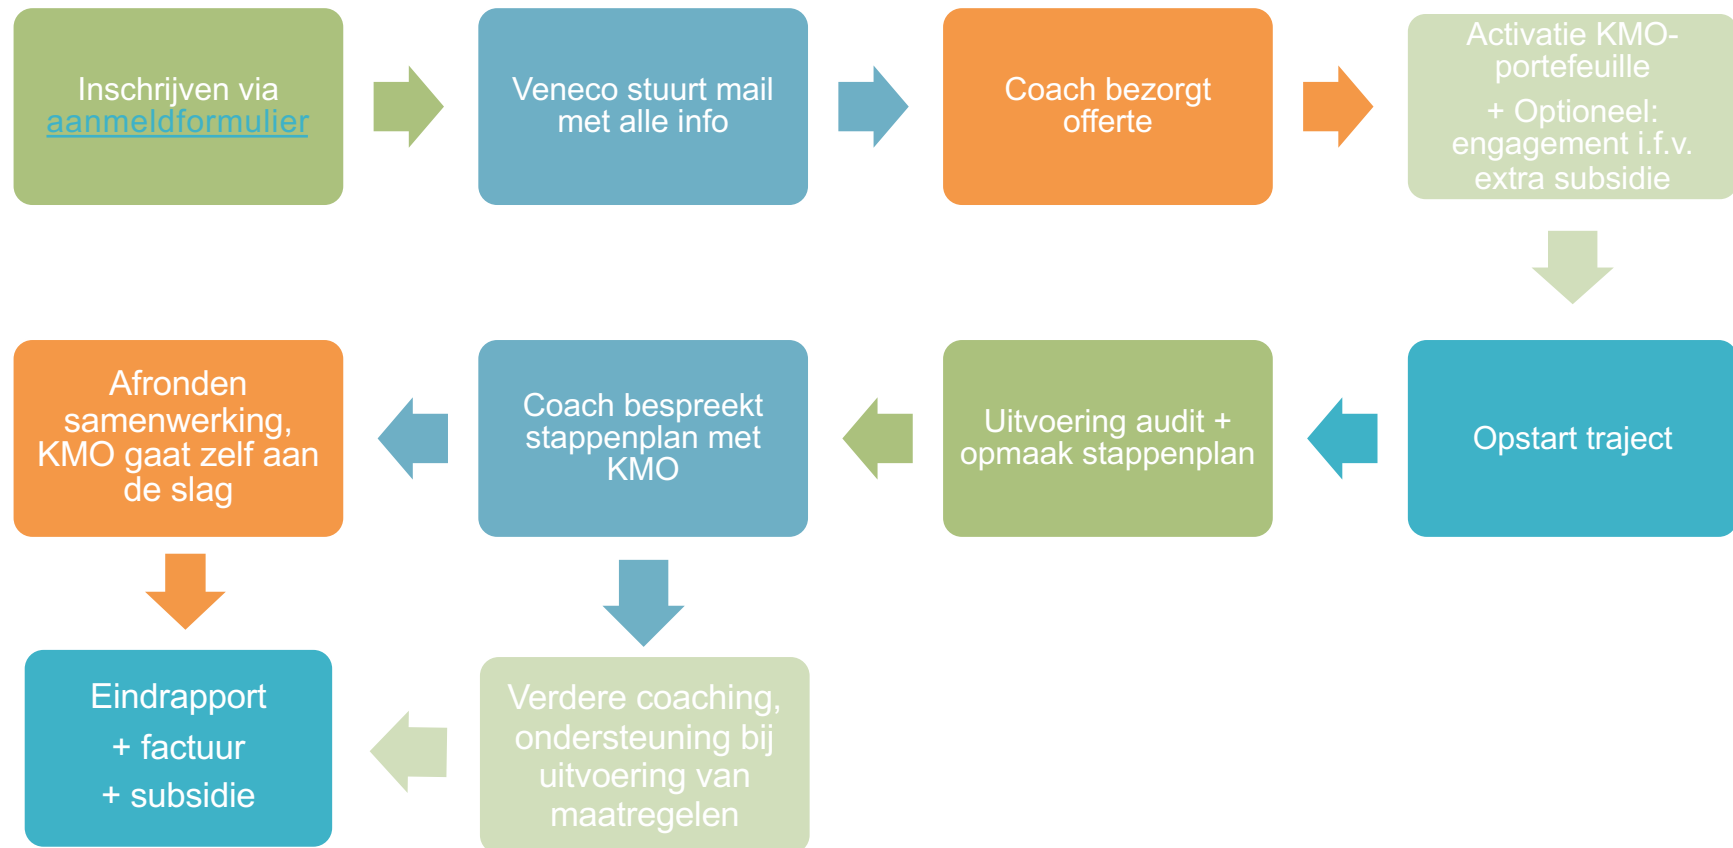 Inschrijven via
aanmeldformulier
Veneco stuurt mail
met alle info
Coach bezorgt
offerte
Activatie KMO-
portefeuille
+ Optioneel:
engagement i.f.v.
extra subsidie
Opstart traject
Uitvoering audit +
opmaak stappenplan
Coach bespreekt
stappenplan met
KMO
Afronden
samenwerking,
KMO gaat zelf aan
de slag
Verdere coaching,
ondersteuning bij
uitvoering van
maatregelen
Eindrapport
+ factuur
+ subsidie